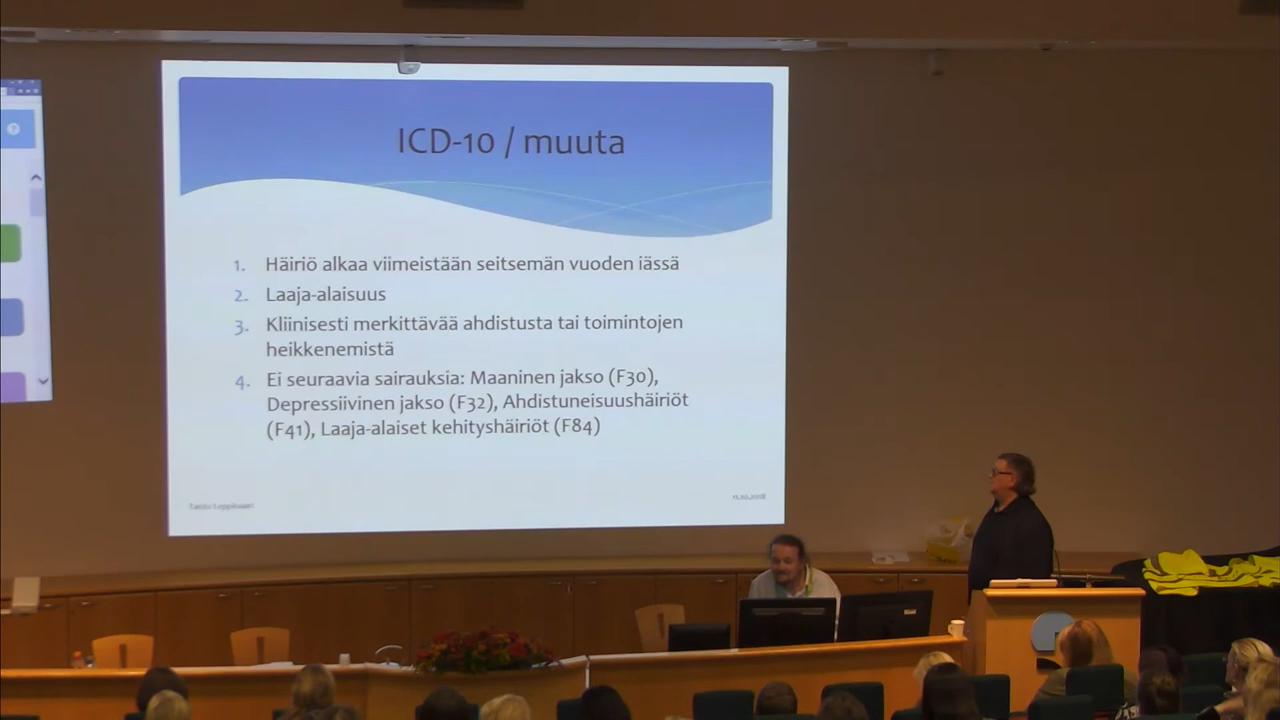 ICD-10 / muuta
1. Häiriö alkaa viimeistään seitsemän vuoden iässä
2. Laaja-alaisuus
3. Kliinisesti merkittävää ahdistusta tai toimintojen
heikkenemistä
4. Ei seuraavia sairauksia: Maaninen jakso (F30),
Depressiivinen jakso (F32), Ahdistuneisuushäiriöt
(F41), Laaja-alaiset kehityshäiriöt (F84)